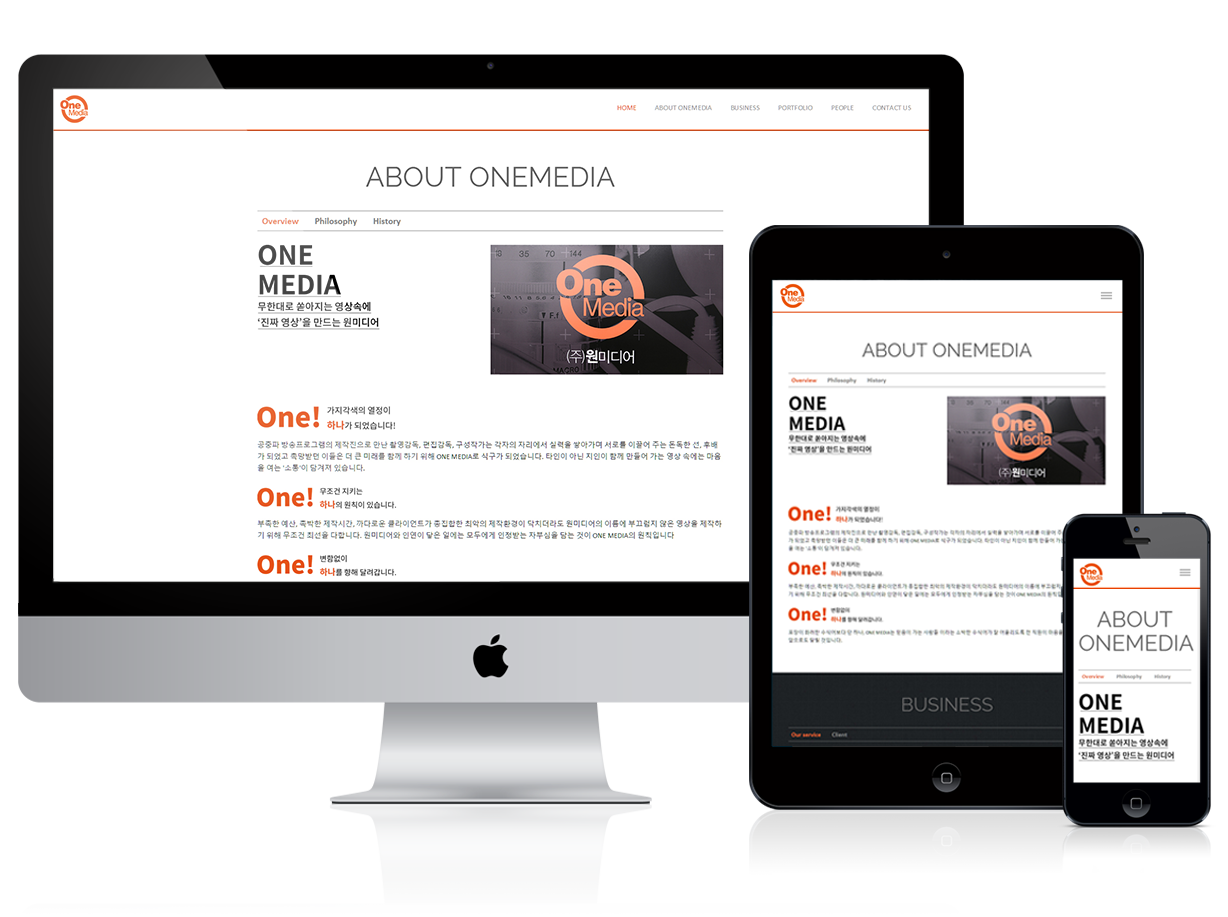 One
Media
HOME ABOUT ONEMEDIA BUSINESS PORTFOLIO PEOPLE CONTACT US
ABOUT ONEMEDIA
Overview Philosophy History
ONE
MEDIA
무한대로 쏟아지는 영상속에
‘진짜 영상’을 만드는 원미디어
35 70 144
One
Media
(주)원미디어
One! 가지각색의 열정이
하나가 되었습니다!
공중파 방송프로그램의 제작진으로 만난 촬영감독, 편집감독, 구성작가는 각자의 자리에서 실력을 쌓아가며 서로를 이끌어 주는 돈독한 선, 후배
가 되었고 촉망받던 이들은 더 큰 미래를 함께 하기 위해 ONE MEDIA로 식구가 되었습니다. 타인이 아닌 지인이 함께 만들어 가는 영상 속에는 마음
을 여는 '소통'이 담겨져 있습니다.
One! 무조건 지키는
하나의 원칙이 있습니다.
부족한 예산, 촉박한 제작시간, 까다로운 클라이언트가 종집합한 최악의 제작환경이 닥치더라도 원미디어의 이름에 부끄럽지 않은 영상을 제작하
기 위해 무조건 최선을 다합니다. 원미디어와 인연이 닿은 일에는 모두에게 인정받는 자부심을 담는 것이 ONE MEDIA의 원칙입니다
One! 변함없이
하나를 향해 달려갑니다.
One
Media
ABOUT ONEMEDIA
Overview Philosophy History
ONE
MEDIA
무한대로 쏟아지는 영상속에
‘진짜 영상’을 만드는 원미디어
35 70 144
One
Media
(주)원미디어
One! 가지각색의 열정이
하나가 되었습니다!
One! 무조건 지키는
하나의 원칙이 있습니다.
One! 변함없이
하나를 향해 달려갑니다.
BUSINESS
Our service Client
One
Media
ABOUT
ONEMEDIA
Overview Philosophy History
ONE
MEDIA
무한대로 쏟아지는 영상속에
‘진짜 영상’을 만드는 원미디어